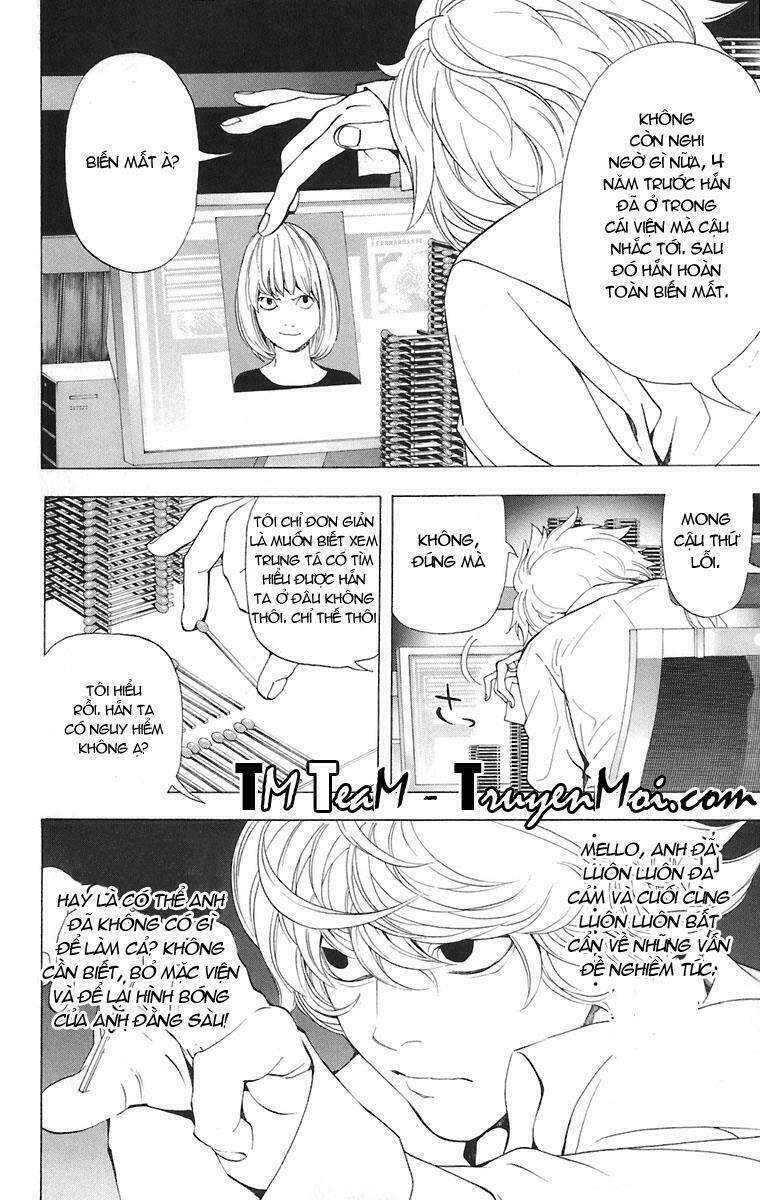 KHÔNG
CÒN NGHI
NGỜ GÌ NỮA, 4
NĂM TRƯỚC HẮN
ĐÃ Ở TRONG
CÁI VIỆN MÀ CẬU
NHẮC TỚI. SAU
ĐÓ HẮN HOÀN
TOÀN BIẾN MẤT.
BIẾN MẤT À?
MONG
CẬU THỨ
LỖI.
KHÔNG,
ĐÚNG MÀ
TÔI CHỈ ĐƠN GIẢN
LÀ MUỐN BIẾT XEM
TRUNG TÁ CÓ TÌM
HIỂU ĐƯỢC HẮN
TA Ở ĐÂU KHÔNG
THÔI. CHỈ THẾ THÔI
TÔI HIỂU
RỒI. HẮN TA
CÓ NGUY HIỂM
KHÔNG Ạ?
TM TeaM - TruyenMoi.com
MELLO, ANH ĐÃ
LUÔN LUÔN ĐA
CẢM VÀ CUỐI CÙNG
LUÔN LUÔN BẤT
CẨN VỀ NHỮNG VẤN
ĐỀ NGHIÊM TÚC.
HAY LÀ CÓ THỂ ANH
ĐÃ KHÔNG CÓ GÌ
ĐỂ LÀM CẢ? KHÔNG
CẦN BIẾT, BỎ MẶC VIỆN
VÀ ĐỂ LẠI HÌNH BÓNG
CỦA ANH ĐẰNG SAU!